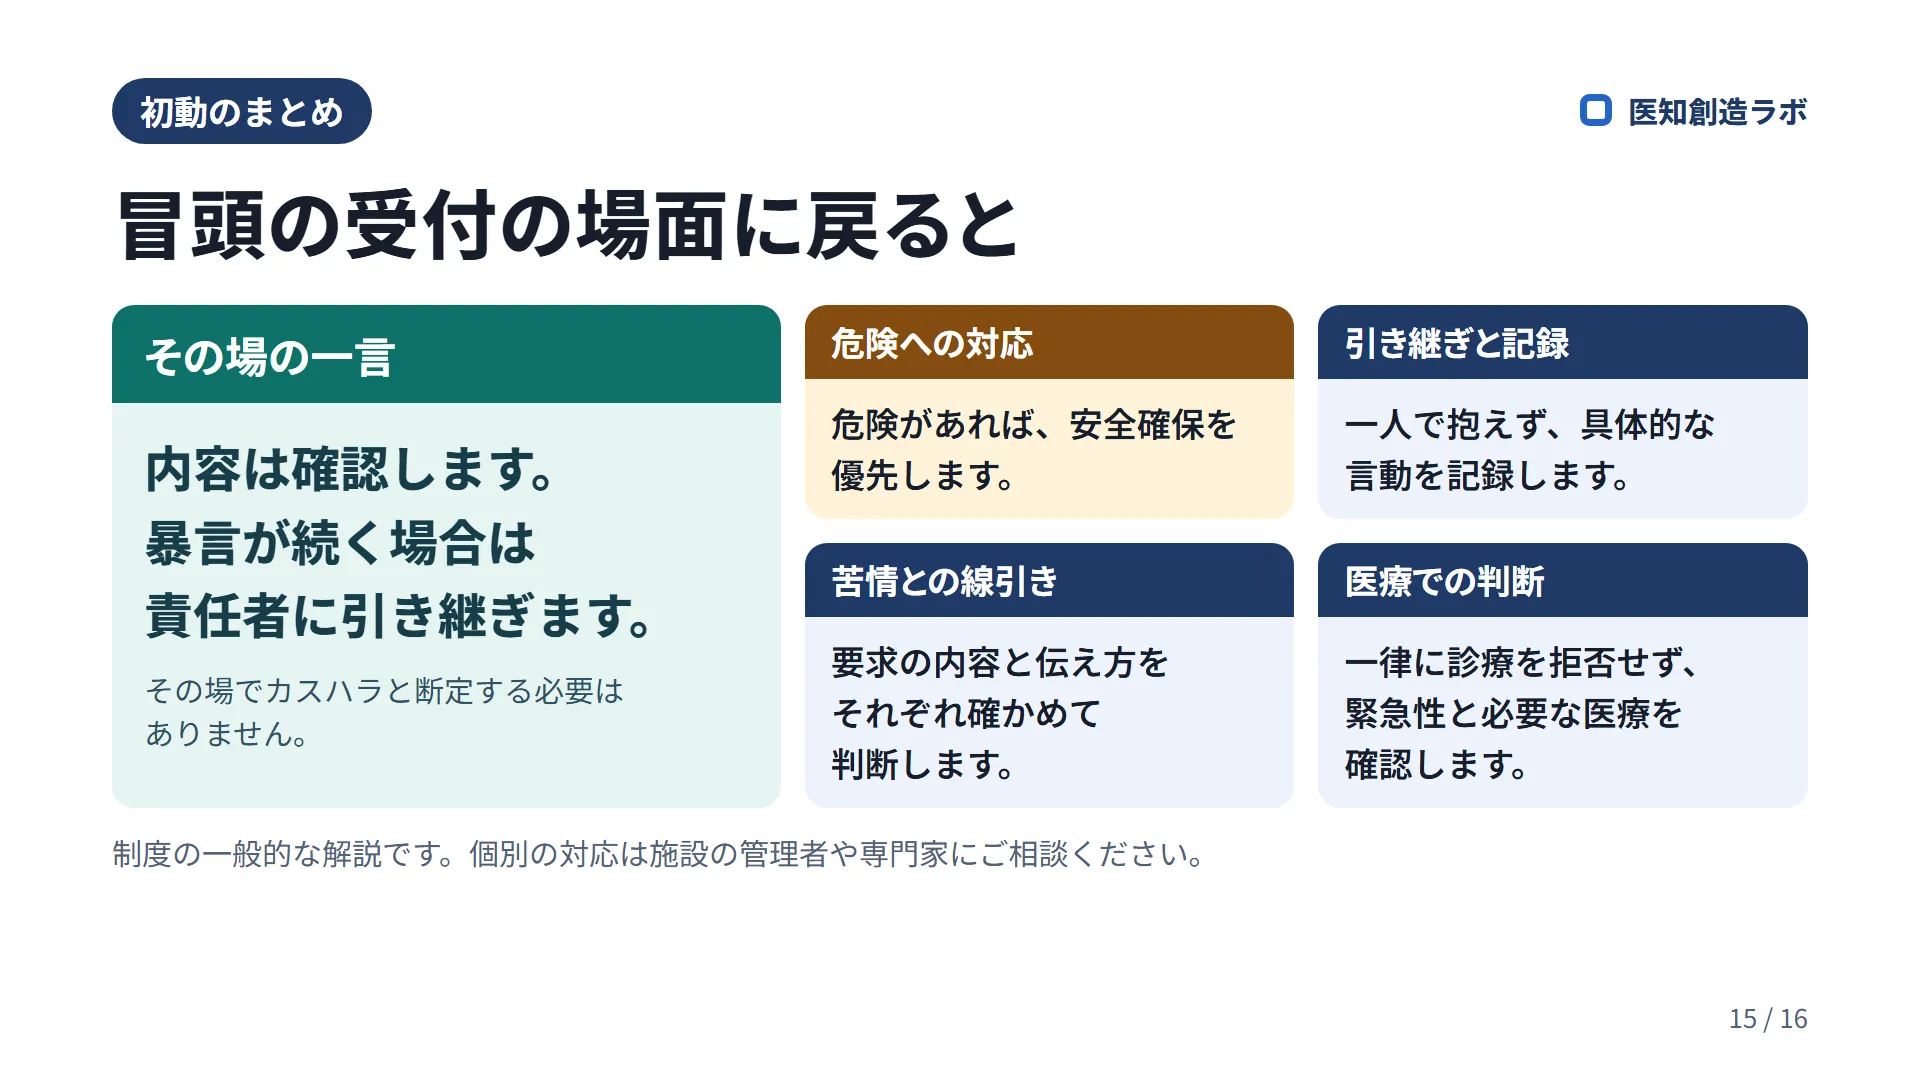 初動のまとめ
医知創造ラボ
冒頭の受付の場面に戻ると
その場の一言
内容は確認します。
暴言が続く場合は
責任者に引き継ぎます。
その場でカスハラと断定する必要は
ありません。
危険への対応
危険があれば、安全確保を
優先します。
引き継ぎと記録
一人で抱えず、具体的な
言動を記録します。
苦情との線引き
要求の内容と伝え方を
それぞれ確かめて
判断します。
医療での判断
一律に診療を拒否せず、
緊急性と必要な医療を
確認します。
制度の一般的な解説です。個別の対応は施設の管理者や専門家にご相談ください。
15 / 16